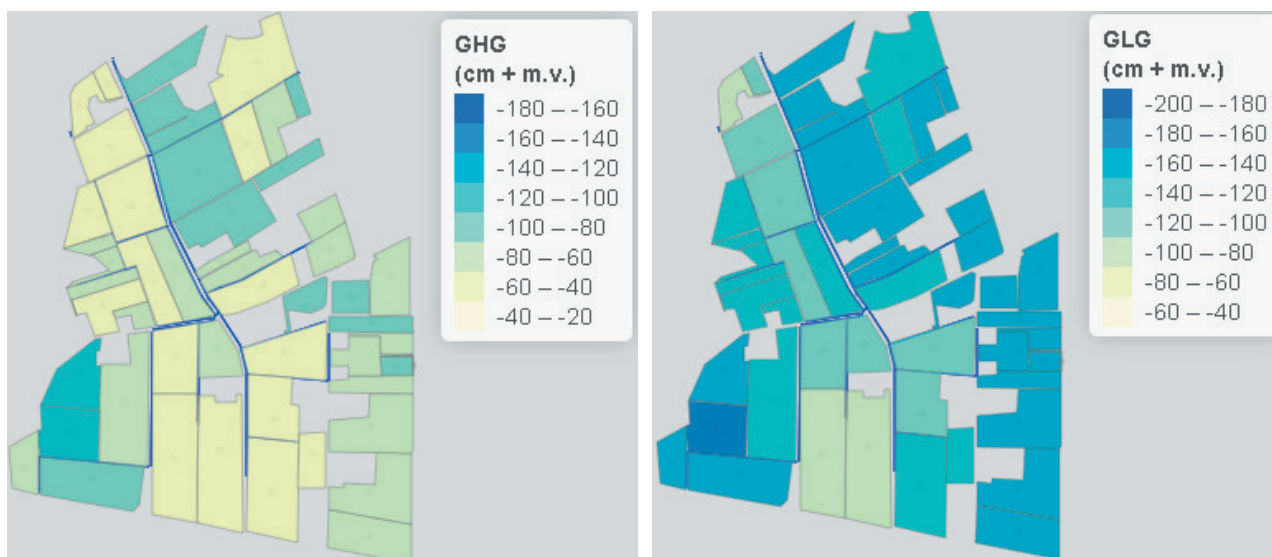 GHG
(cm + m.v.)
-180 – -160
-160 – -140
-140 – -120
-120 – -100
-100 – -80
-80 – -60
-60 – -40
-40 – -20
GLG
(cm + m.v.)
-200 – -180
-180 – -160
-160 – -140
-140 – -120
-120 – -100
-100 – -80
-80 – -60
-60 – -40